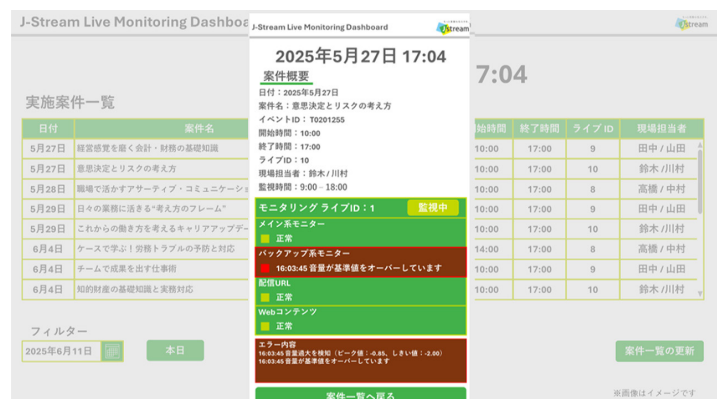 J-Stream Live Monitoring Dashboa
J-Stream Live Monitoring Dashboard
J-stream
J-stream
2025年5月27日 17:04
7:04
案件概要
日付：2025年5月27日
案件名：意思決定とリスクの考え方
イベントID：T0201255
開始時間：10:00
終了時間：17:00
ライブID：10
現場担当者：鈴木/川村
監視時間：9:00 – 18:00
モニタリング ライブID：1 監視中
メイン系モニター
正常
バックアップ系モニター
16:03:45 音量が基準値をオーバーしています
配信URL
正常
Webコンテンツ
正常
エラー内容
16:03:45 音量過大を検知（ピーク値：-0.85、しきい値：-2.00）
16:03:45 音量が基準値をオーバーしています
案件一覧へ戻る
実施案件一覧
日付 案件名 始時間 終了時間 ライブ ID 現場担当者
5月27日 経営感覚を磨く会計・財務の基礎知識 10:00 17:00 9 田中 / 山田
5月27日 意思決定とリスクの考え方 10:00 17:00 10 鈴木 /川村
5月28日 職場で活かすアサーティブ・コミュニケーシ 10:00 17:00 8 高橋 / 中村
5月29日 日々の業務に活きる“考え方のフレーム” 10:00 17:00 9 田中 / 山田
5月29日 これからの働き方を考えるキャリアアップデー 10:00 17:00 10 鈴木 /川村
6月4日 ケースで学ぶ！労務トラブルの予防と対応 14:00 17:00 8 高橋 / 中村
6月4日 チームで成果を出す仕事術 10:00 17:00 9 田中 / 山田
6月4日 知的財産の基礎知識と実務対応 10:00 17:00 10 鈴木 /川村
フィルター
2025年6月11日 本日 案件一覧の更新
※画像はイメージです